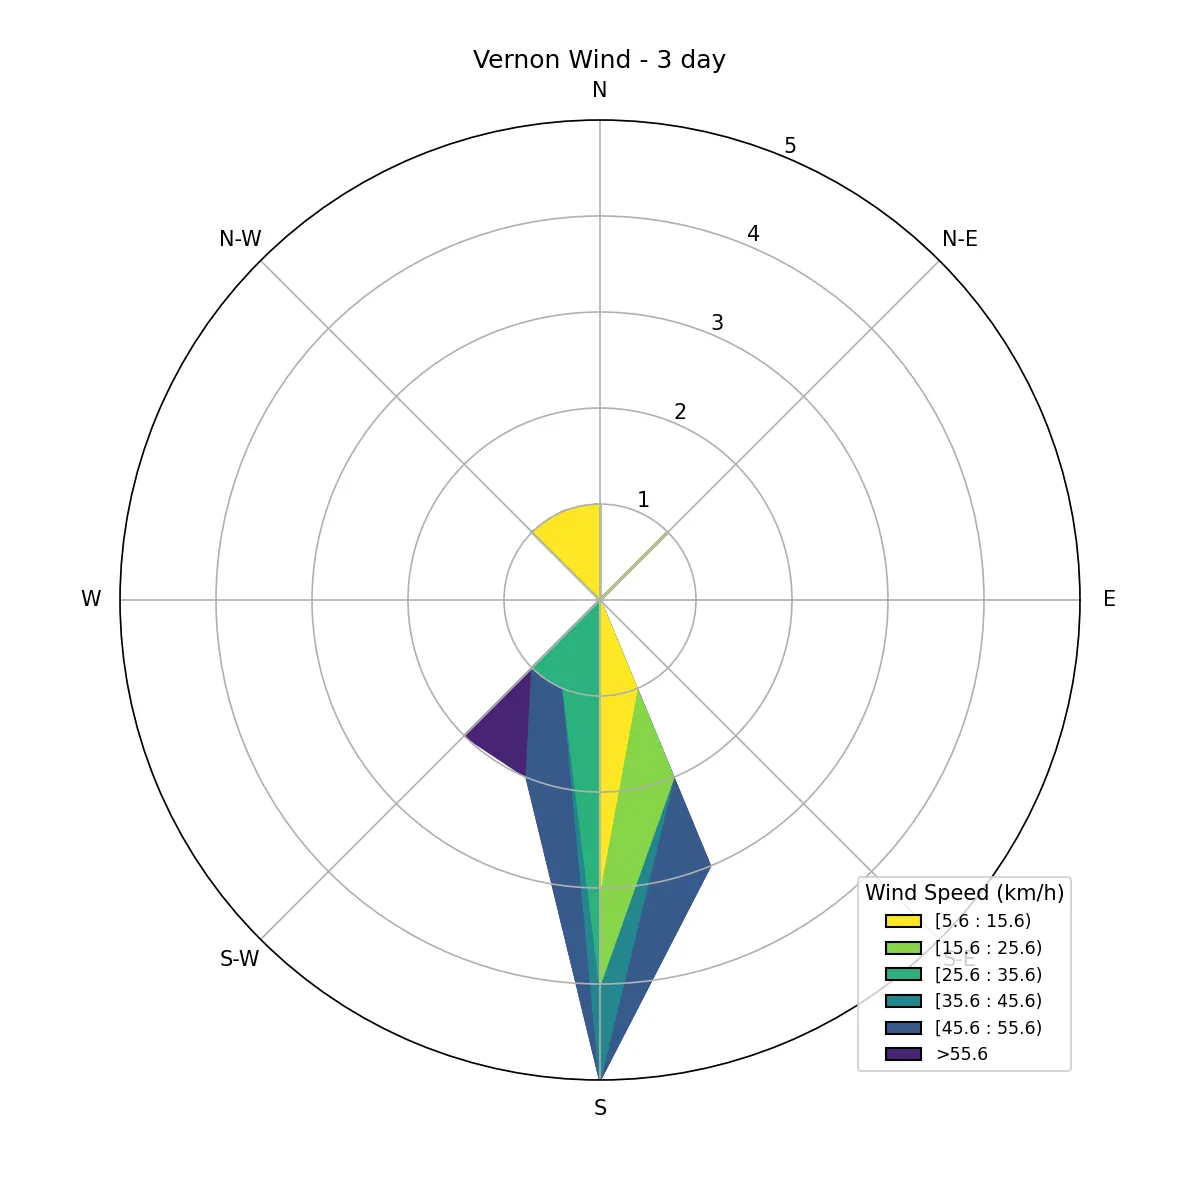 Vernon Wind - 3 day
N
5
N-W
N-E
4
3
2
1
W
E
S-W
S-E
S
Wind Speed (km/h)
[5.6 : 15.6)
[15.6 : 25.6)
[25.6 : 35.6)
[35.6 : 45.6)
[45.6 : 55.6)
>55.6